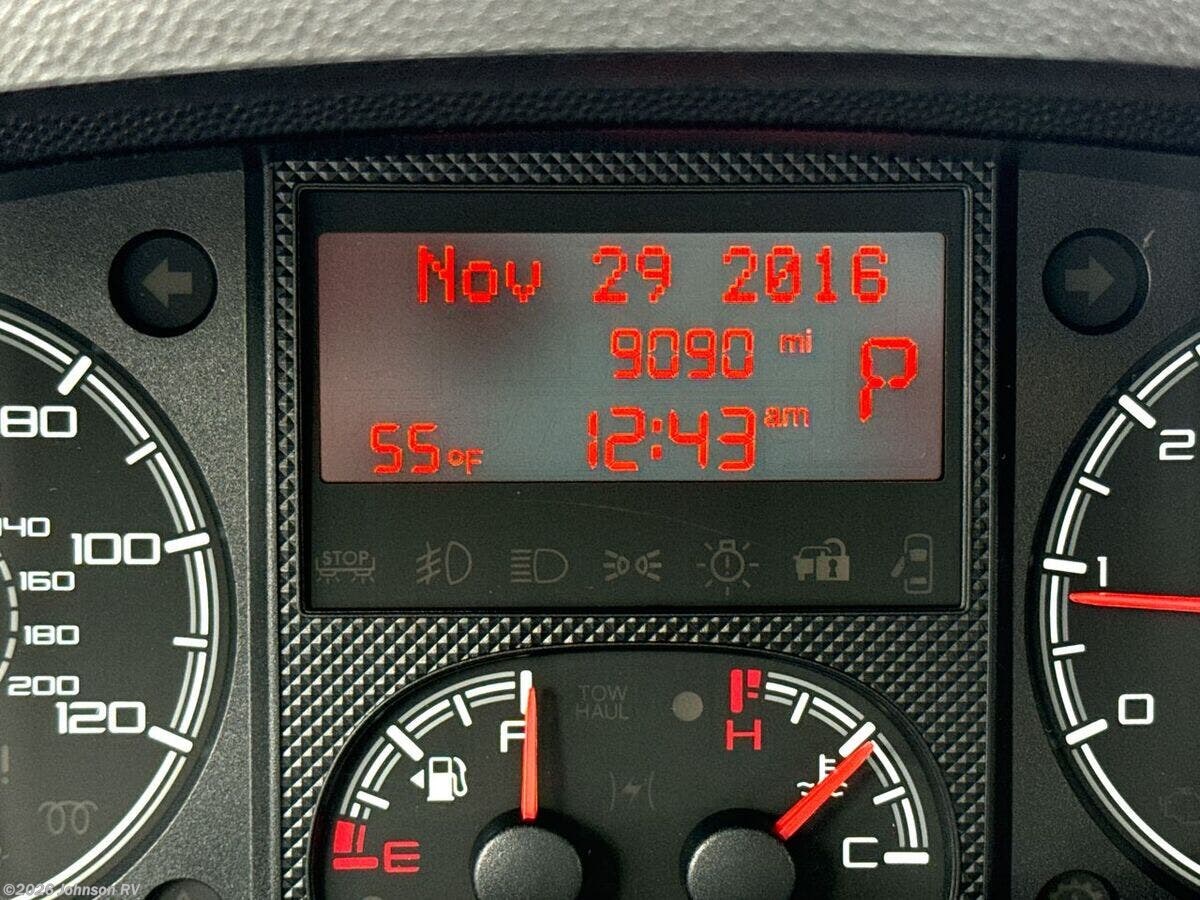 Nov 29 2016
9090 mi
12:43 am
P
55°F
STOP
80
100
120
140
160
180
200
2
1
0
TOW
HAUL
F
E
H
C
©2026 Johnson RV